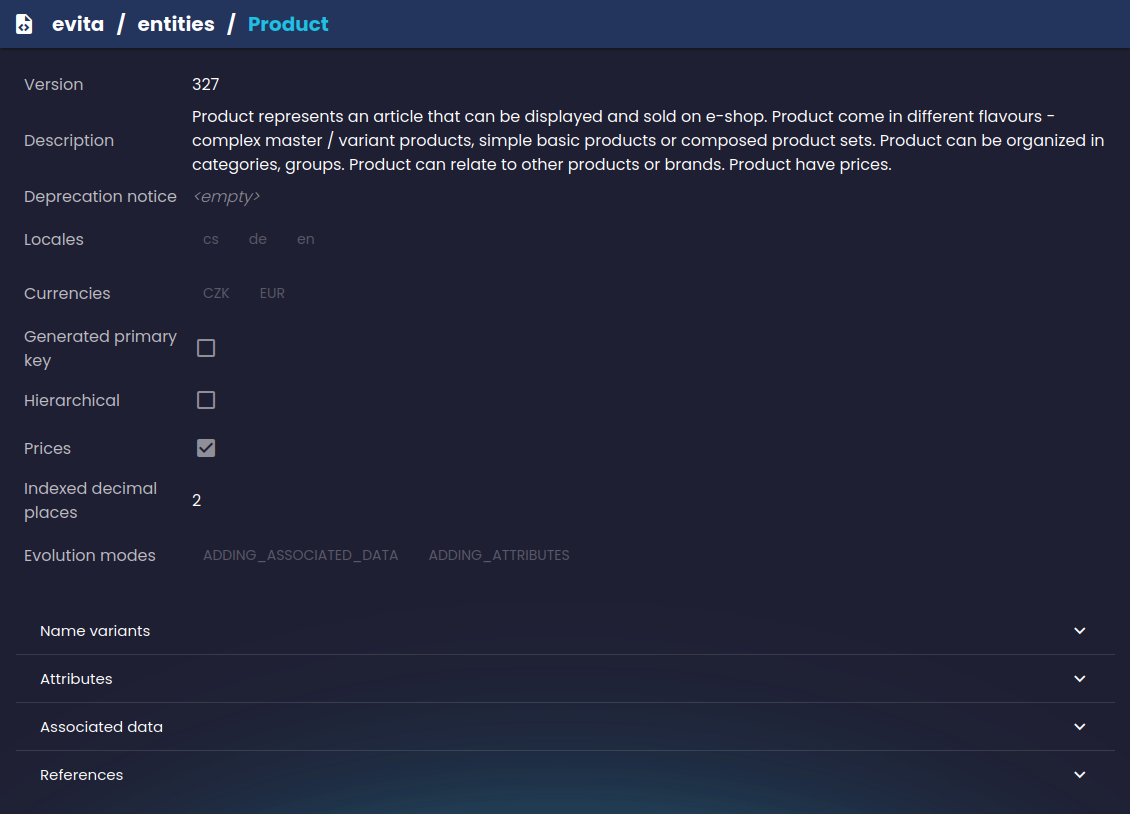 evita / entities / Product
Version 327
Product represents an article that can be displayed and sold on e-shop. Product come in different flavours -
Description complex master / variant products, simple basic products or composed product sets. Product can be organized in
categories, groups. Product can relate to other products or brands. Product have prices.
Deprecation notice <empty>
Locales cs de en
Currencies CZK EUR
Generated primary
key
Hierarchical
Prices
Indexed decimal
places 2
Evolution modes ADDING_ASSOCIATED_DATA ADDING_ATTRIBUTES
Name variants
Attributes
Associated data
References